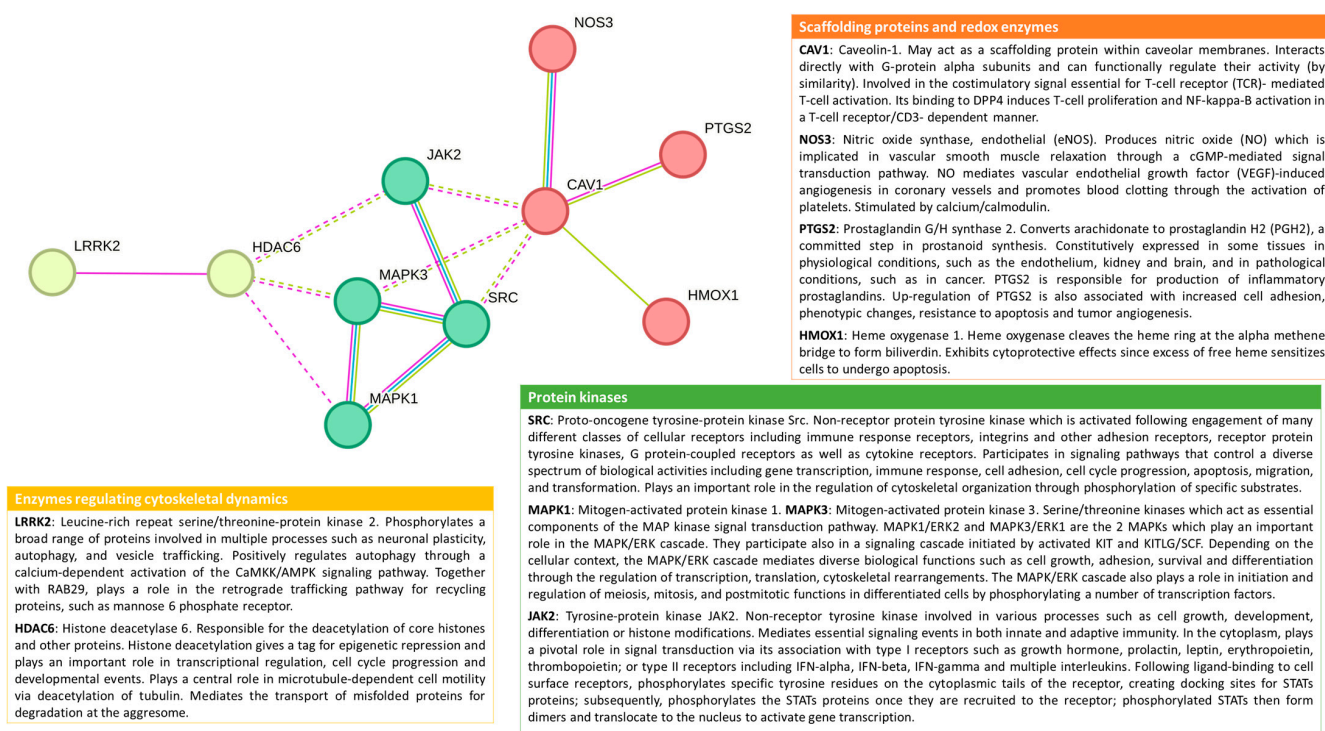 NOS3
PTGS2
JAK2
CAV1
LRRK2
HDAC6
MAPK3
SRC
HMOX1
MAPK1
Scaffolding proteins and redox enzymes
CAV1: Caveolin-1. May act as a scaffolding protein within caveolar membranes. Interacts
directly with G-protein alpha subunits and can functionally regulate their activity (by
similarity). Involved in the costimulatory signal essential for T-cell receptor (TCR)- mediated
T-cell activation. Its binding to DPP4 induces T-cell proliferation and NF-kappa-B activation in
a T-cell receptor/CD3- dependent manner.
NOS3: Nitric oxide synthase, endothelial (eNOS). Produces nitric oxide (NO) which is
implicated in vascular smooth muscle relaxation through a cGMP-mediated signal
transduction pathway. NO mediates vascular endothelial growth factor (VEGF)-induced
angiogenesis in coronary vessels and promotes blood clotting through the activation of
platelets. Stimulated by calcium/calmodulin.
PTGS2: Prostaglandin G/H synthase 2. Converts arachidonate to prostaglandin H2 (PGH2), a
committed step in prostanoid synthesis. Constitutively expressed in some tissues in
physiological conditions, such as the endothelium, kidney and brain, and in pathological
conditions, such as in cancer. PTGS2 is responsible for production of inflammatory
prostaglandins. Up-regulation of PTGS2 is also associated with increased cell adhesion,
phenotypic changes, resistance to apoptosis and tumor angiogenesis.
HMOX1: Heme oxygenase 1. Heme oxygenase cleaves the heme ring at the alpha methene
bridge to form biliverdin. Exhibits cytoprotective effects since excess of free heme sensitizes
cells to undergo apoptosis.
Protein kinases
SRC: Proto-oncogene tyrosine-protein kinase Src. Non-receptor protein tyrosine kinase which is activated following engagement of many
different classes of cellular receptors including immune response receptors, integrins and other adhesion receptors, receptor protein
tyrosine kinases, G protein-coupled receptors as well as cytokine receptors. Participates in signaling pathways that control a diverse
spectrum of biological activities including gene transcription, immune response, cell adhesion, cell cycle progression, apoptosis, migration,
and transformation. Plays an important role in the regulation of cytoskeletal organization through phosphorylation of specific substrates.
MAPK1: Mitogen-activated protein kinase 1. MAPK3: Mitogen-activated protein kinase 3. Serine/threonine kinases which act as essential
components of the MAP kinase signal transduction pathway. MAPK1/ERK2 and MAPK3/ERK1 are the 2 MAPKs which play an important
role in the MAPK/ERK cascade. They participate also in a signaling cascade initiated by activated KIT and KITLG/SCF. Depending on the
cellular context, the MAPK/ERK cascade mediates diverse biological functions such as cell growth, adhesion, survival and differentiation
through the regulation of transcription, translation, cytoskeletal rearrangements. The MAPK/ERK cascade also plays a role in initiation and
regulation of meiosis, mitosis, and postmitotic functions in differentiated cells by phosphorylating a number of transcription factors.
JAK2: Tyrosine-protein kinase JAK2. Non-receptor tyrosine kinase involved in various processes such as cell growth, development,
differentiation or histone modifications. Mediates essential signaling events in both innate and adaptive immunity. In the cytoplasm, plays
a pivotal role in signal transduction via its association with type I receptors such as growth hormone, prolactin, leptin, erythropoietin,
thrombopoietin; or type II receptors including IFN-alpha, IFN-beta, IFN-gamma and multiple interleukins. Following ligand-binding to cell
surface receptors, phosphorylates specific tyrosine residues on the cytoplasmic tails of the receptor, creating docking sites for STATs
proteins; subsequently, phosphorylates the STATs proteins once they are recruited to the receptor; phosphorylated STATs then form
dimers and translocate to the nucleus to activate gene transcription.
Enzymes regulating cytoskeletal dynamics
LRRK2: Leucine-rich repeat serine/threonine-protein kinase 2. Phosphorylates a
broad range of proteins involved in multiple processes such as neuronal plasticity,
autophagy, and vesicle trafficking. Positively regulates autophagy through a
calcium-dependent activation of the CaMKK/AMPK signaling pathway. Together
with RAB29, plays a role in the retrograde trafficking pathway for recycling
proteins, such as mannose 6 phosphate receptor.
HDAC6: Histone deacetylase 6. Responsible for the deacetylation of core histones
and other proteins. Histone deacetylation gives a tag for epigenetic repression and
plays an important role in transcriptional regulation, cell cycle progression and
developmental events. Plays a central role in microtubule-dependent cell motility
via deacetylation of tubulin. Mediates the transport of misfolded proteins for
degradation at the aggresome.